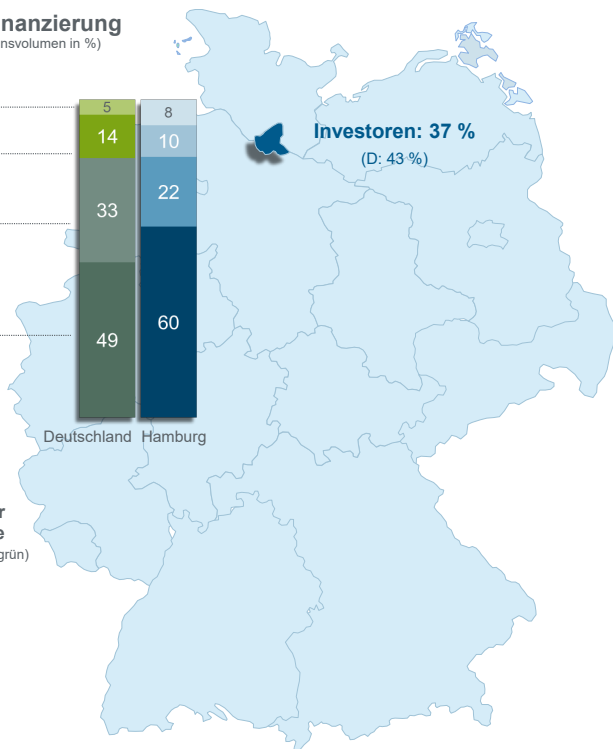 nanzierung
nsvolumen in %)
5
8
14
10
33
22
49
60
Deutschland Hamburg
Investoren: 37 %
(D: 43 %)
r
e
grün)